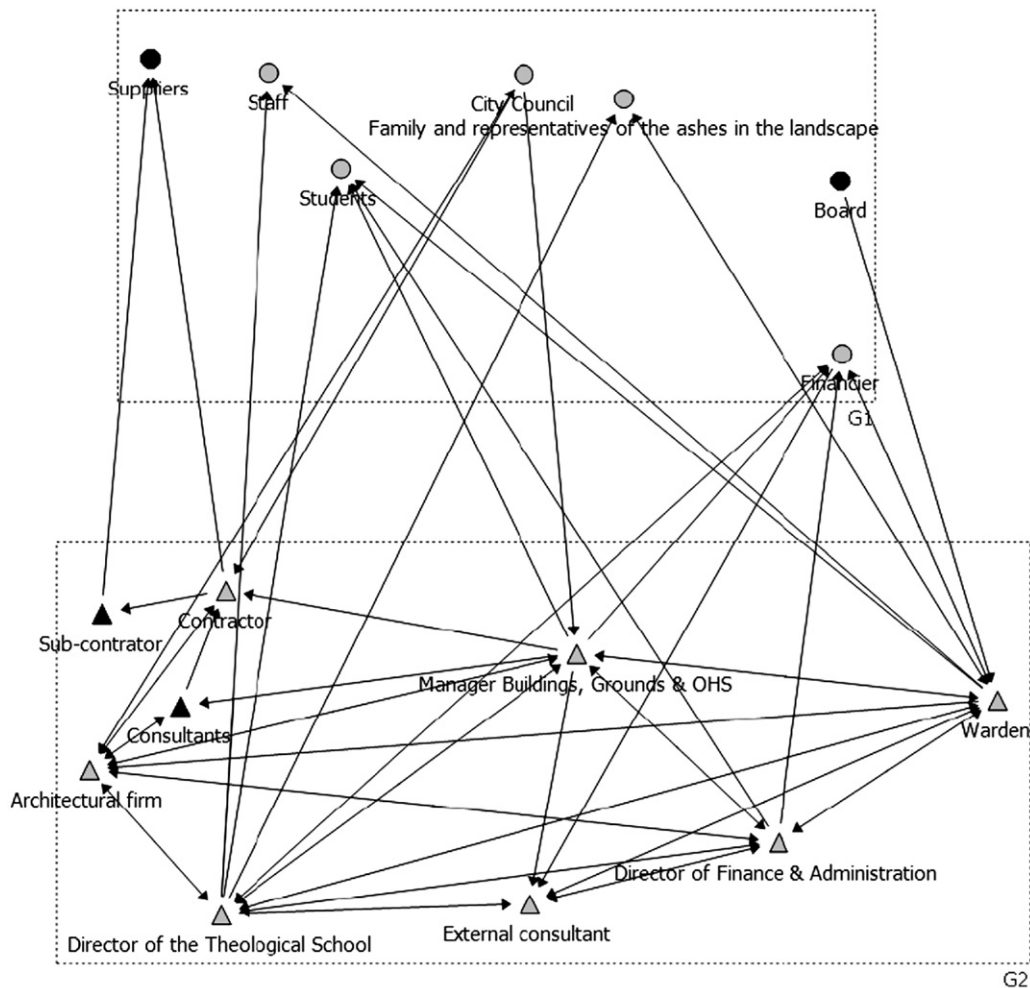 Suppliers
Staff
City Council
Family and representatives of the ashes in the landscape
Students
Board
Financier
G1
Sub-contrator
Contractor
Manager Buildings, Grounds & OHS
Consultants
Warden
Architectural firm
Director of Finance & Administration
External consultant
Director of the Theological School
G2